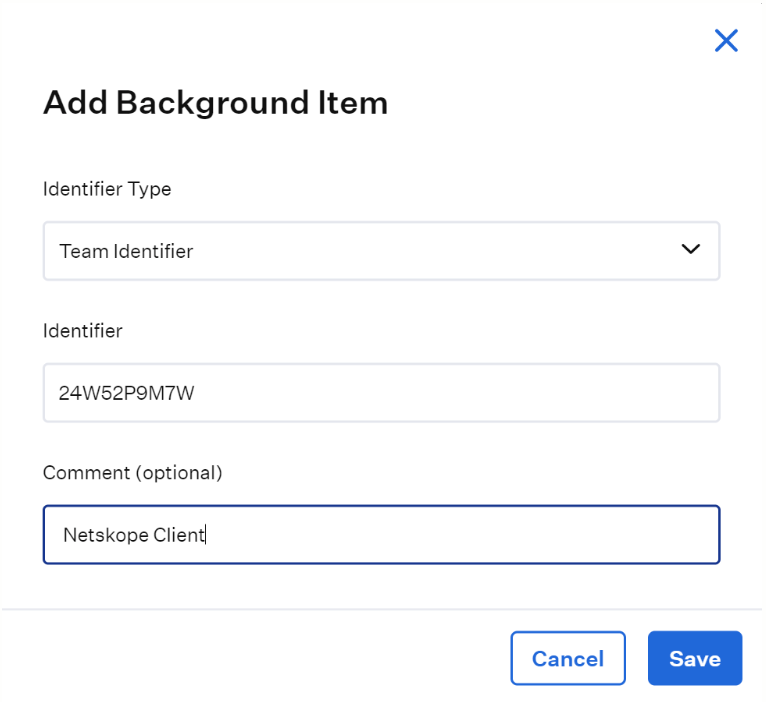 Add Background Item
Identifier Type
Team Identifier
Identifier
24W52P9M7W
Comment (optional)
Netskope Client
Cancel Save